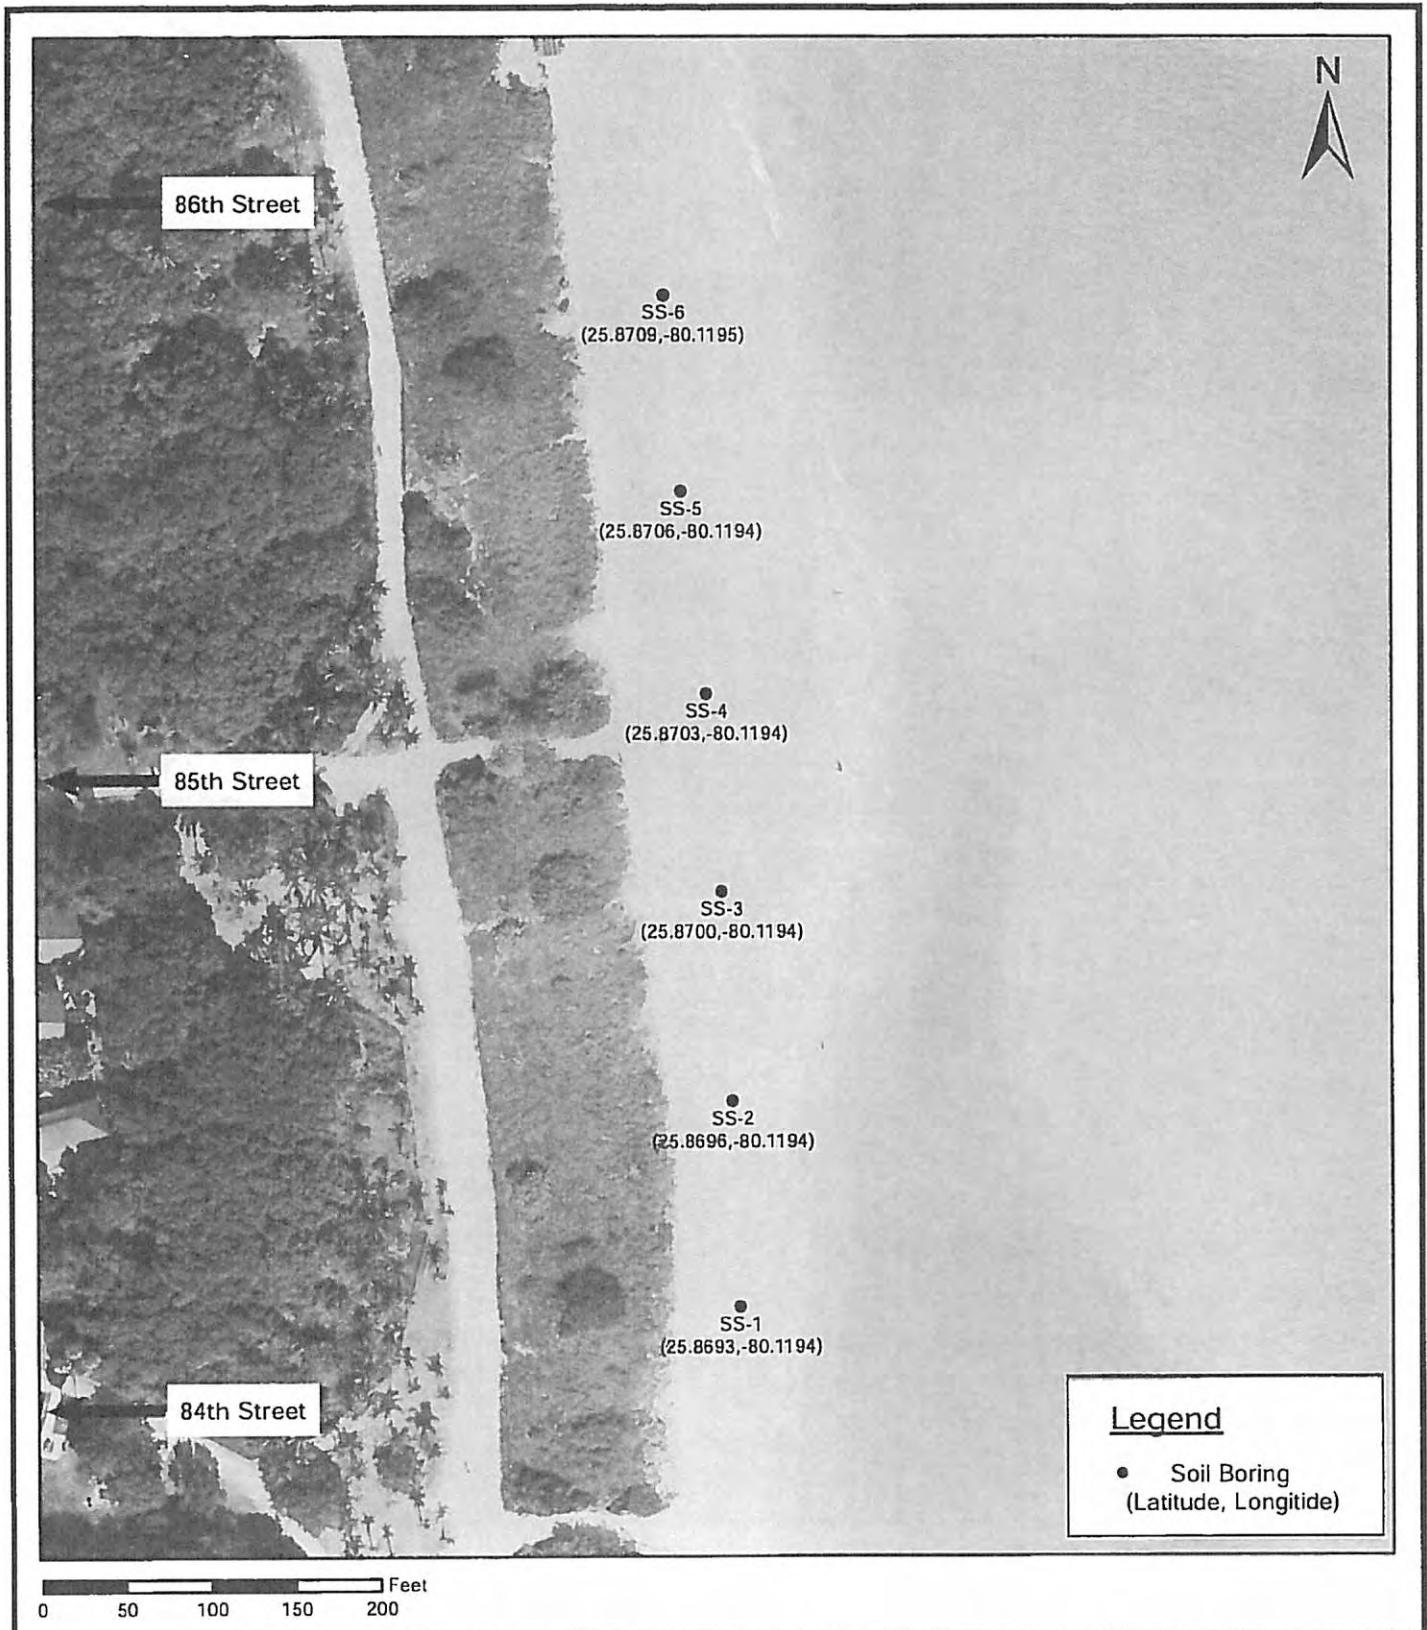 N
86th Street
SS-6
(25.8709,-80.1195)
SS-5
(25.8706,-80.1194)
SS-4
(25.8703,-80.1194)
85th Street
SS-3
(25.8700,-80.1194)
SS-2
(25.8696,-80.1194)
SS-1
(25.8693,-80.1194)
84th Street
Legend
Soil Boring
(Latitude, Longitide)
Feet
0 50 100 150 200